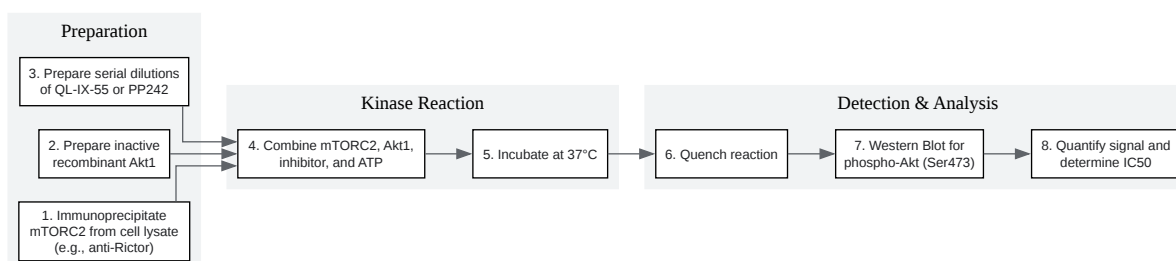 Preparation
3. Prepare serial dilutions
of QL-IX-55 or PP242
2. Prepare inactive
recombinant Akt1
1. Immunoprecipitate
mTORC2 from cell lysate
(e.g., anti-Rictor)
Kinase Reaction
4. Combine mTORC2, Akt1,
inhibitor, and ATP
5. Incubate at 37°C
Detection & Analysis
6. Quench reaction
7. Western Blot for
phospho-Akt (Ser473)
8. Quantify signal and
determine IC50